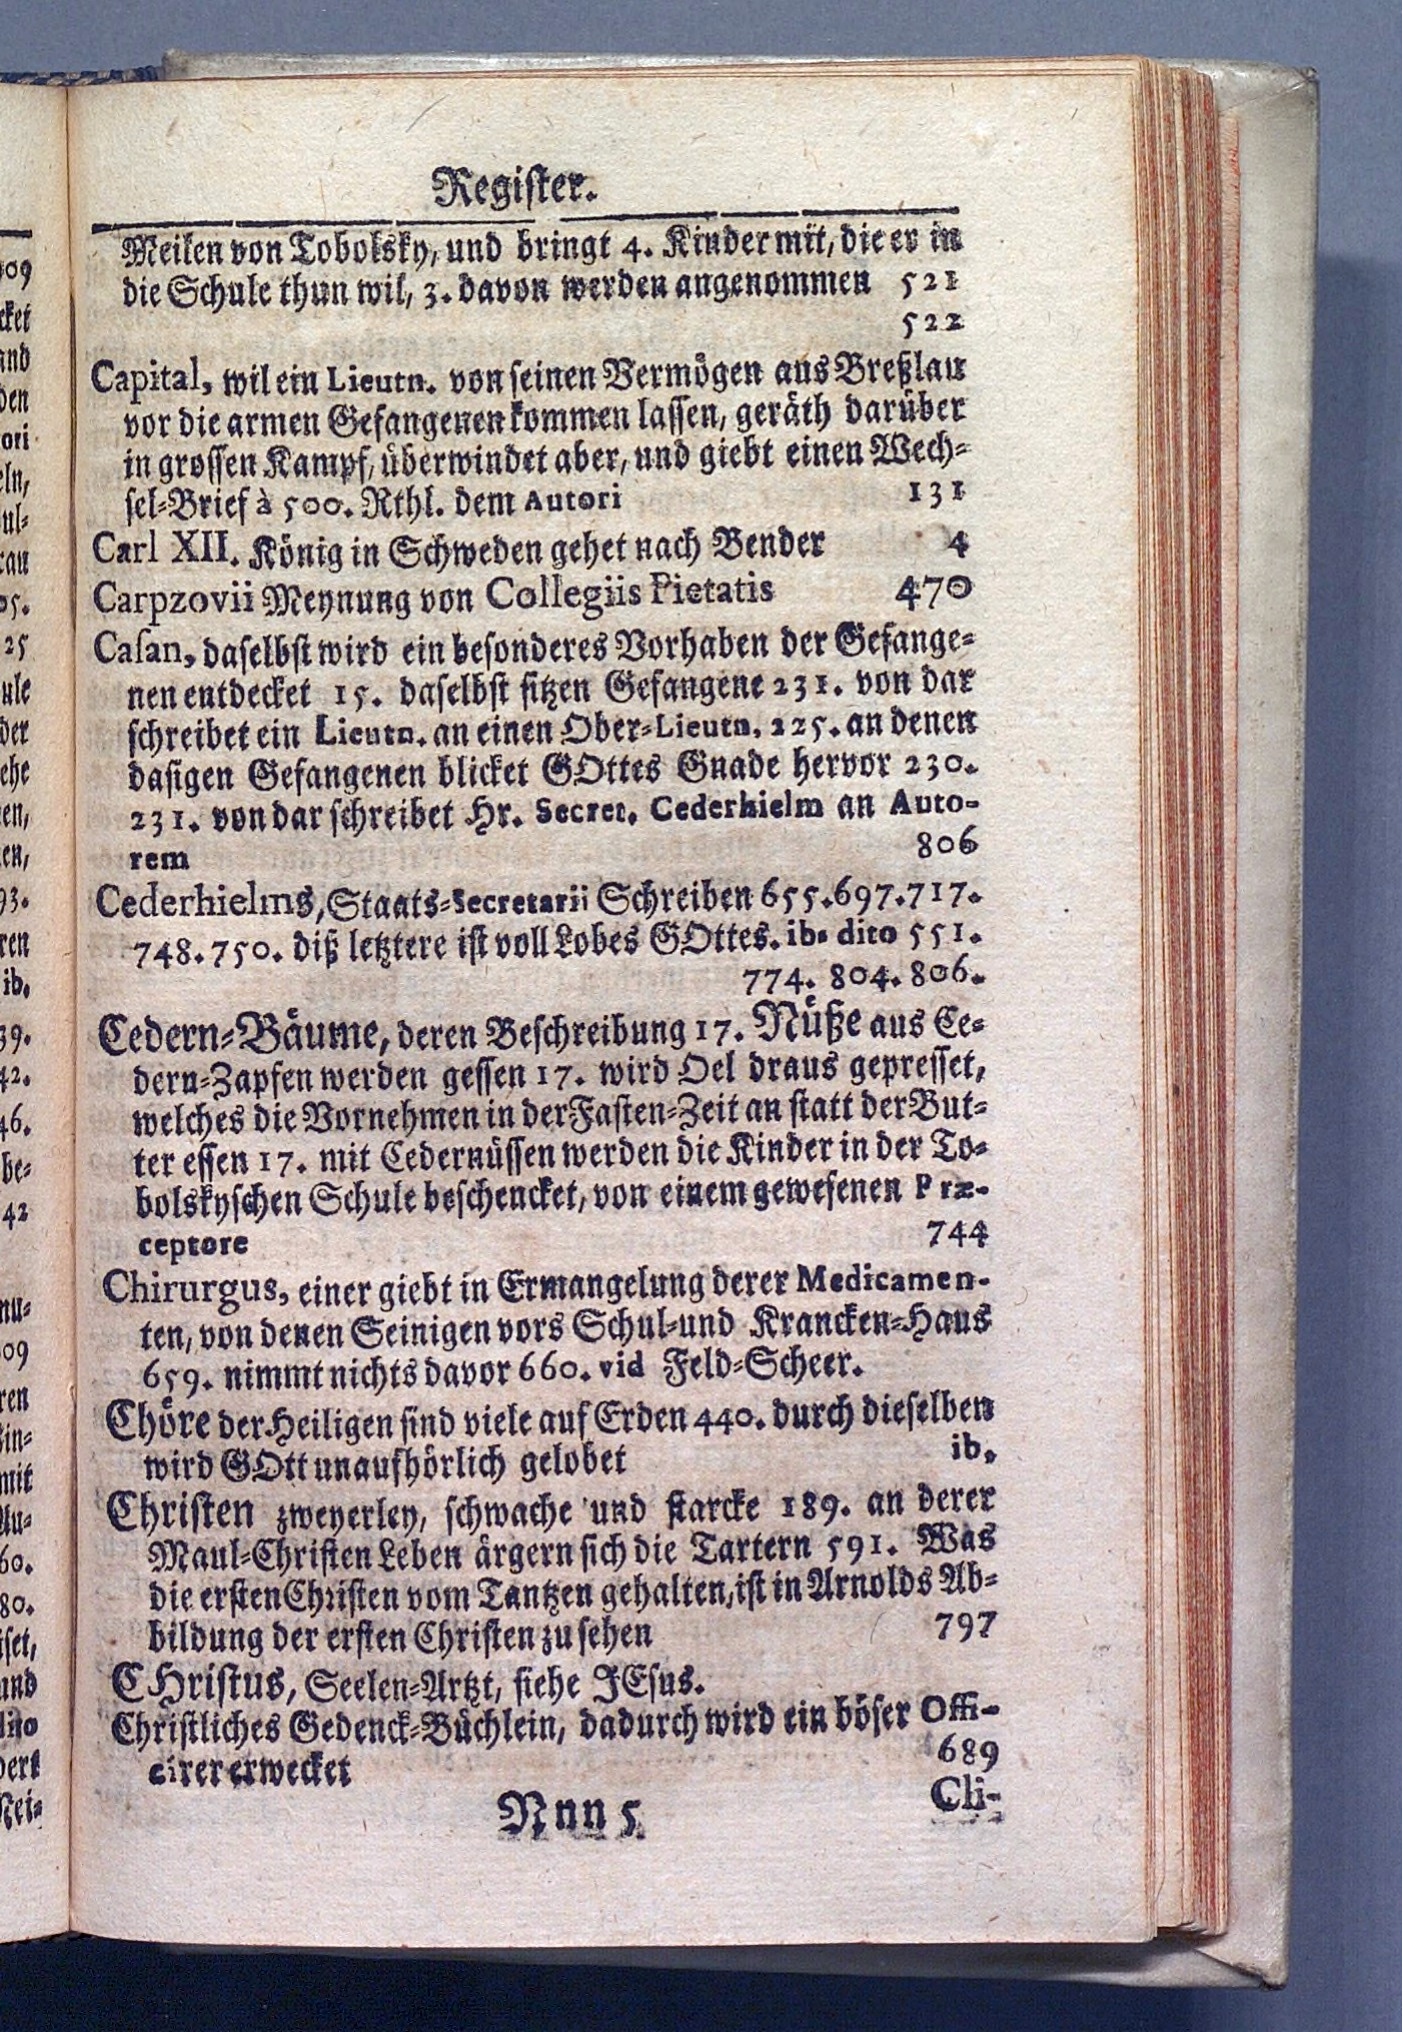 Register.
Meilen von Tobolsky, und bringt 4. Kinder mit, die er in
die Schule thun wil, 3. davon werden angenommen 521
522
Capital, wil ein Lieutn. von seinen Vermögen aus Breßlau
vor die armen Gefangenen kommen lassen, geräth darüber
in grossen Kampf, überwindet aber, und giebt einen Wech-
sel-Brief à 500. Rthl. dem Autori 131
Carl XII. König in Schweden gehet nach Bender 4
Carpzovii Meynung von Collegiis Pietatis 470
Casan, daselbst wird ein besonderes Vorhaben der Gefange-
nen entdecket 15. daselbst sitzen Gefangene 231. von dar
schreibet ein Lieutn. an einen Ober-Lieutn. 225. an denen
dasigen Gefangenen blicket GOttes Gnade hervor 230.
231. von dar schreibet Hr. Secret. Cederhielm an Auto-
rem 806
Cederhielms, Staats-Secretarii Schreiben 655.697.717.
748.750. diß letztere ist voll Lobes GOttes. ib. dito 551.
774. 804. 806.
Cedern-Bäume, deren Beschreibung 17. Nüße aus Ce-
dern-Zapfen werden gessen 17. wird Oel draus gepresset,
welches die Vornehmen in der Fasten-Zeit an statt der But-
ter essen 17. mit Cedernüssen werden die Kinder in der To-
bolskyschen Schule beschencket, von einem gewesenen Præ-
ceptore 744
Chirurgus, einer giebt in Ermangelung derer Medicamen-
ten, von denen Seinigen vors Schul-und Krancken-Haus
659. nimmt nichts davor 660. vid Feld-Scheer.
Chöre der Heiligen sind viele auf Erden 440. durch dieselben
wird GOtt unaufhörlich gelobet ib.
Christen zweyerley, schwache und starcke 189. an derer
Maul-Christen Leben ärgern sich die Tartern 591. Was
die ersten Christen vom Tantzen gehalten, ist in Arnolds Ab-
bildung der ersten Christen zu sehen 797
CHristus, Seelen-Artzt, siehe JEsus.
Christliches Gedenck-Büchlein, dadurch wird ein böser Offi-
cirer erwecket 689
Nnn 5 Cli-